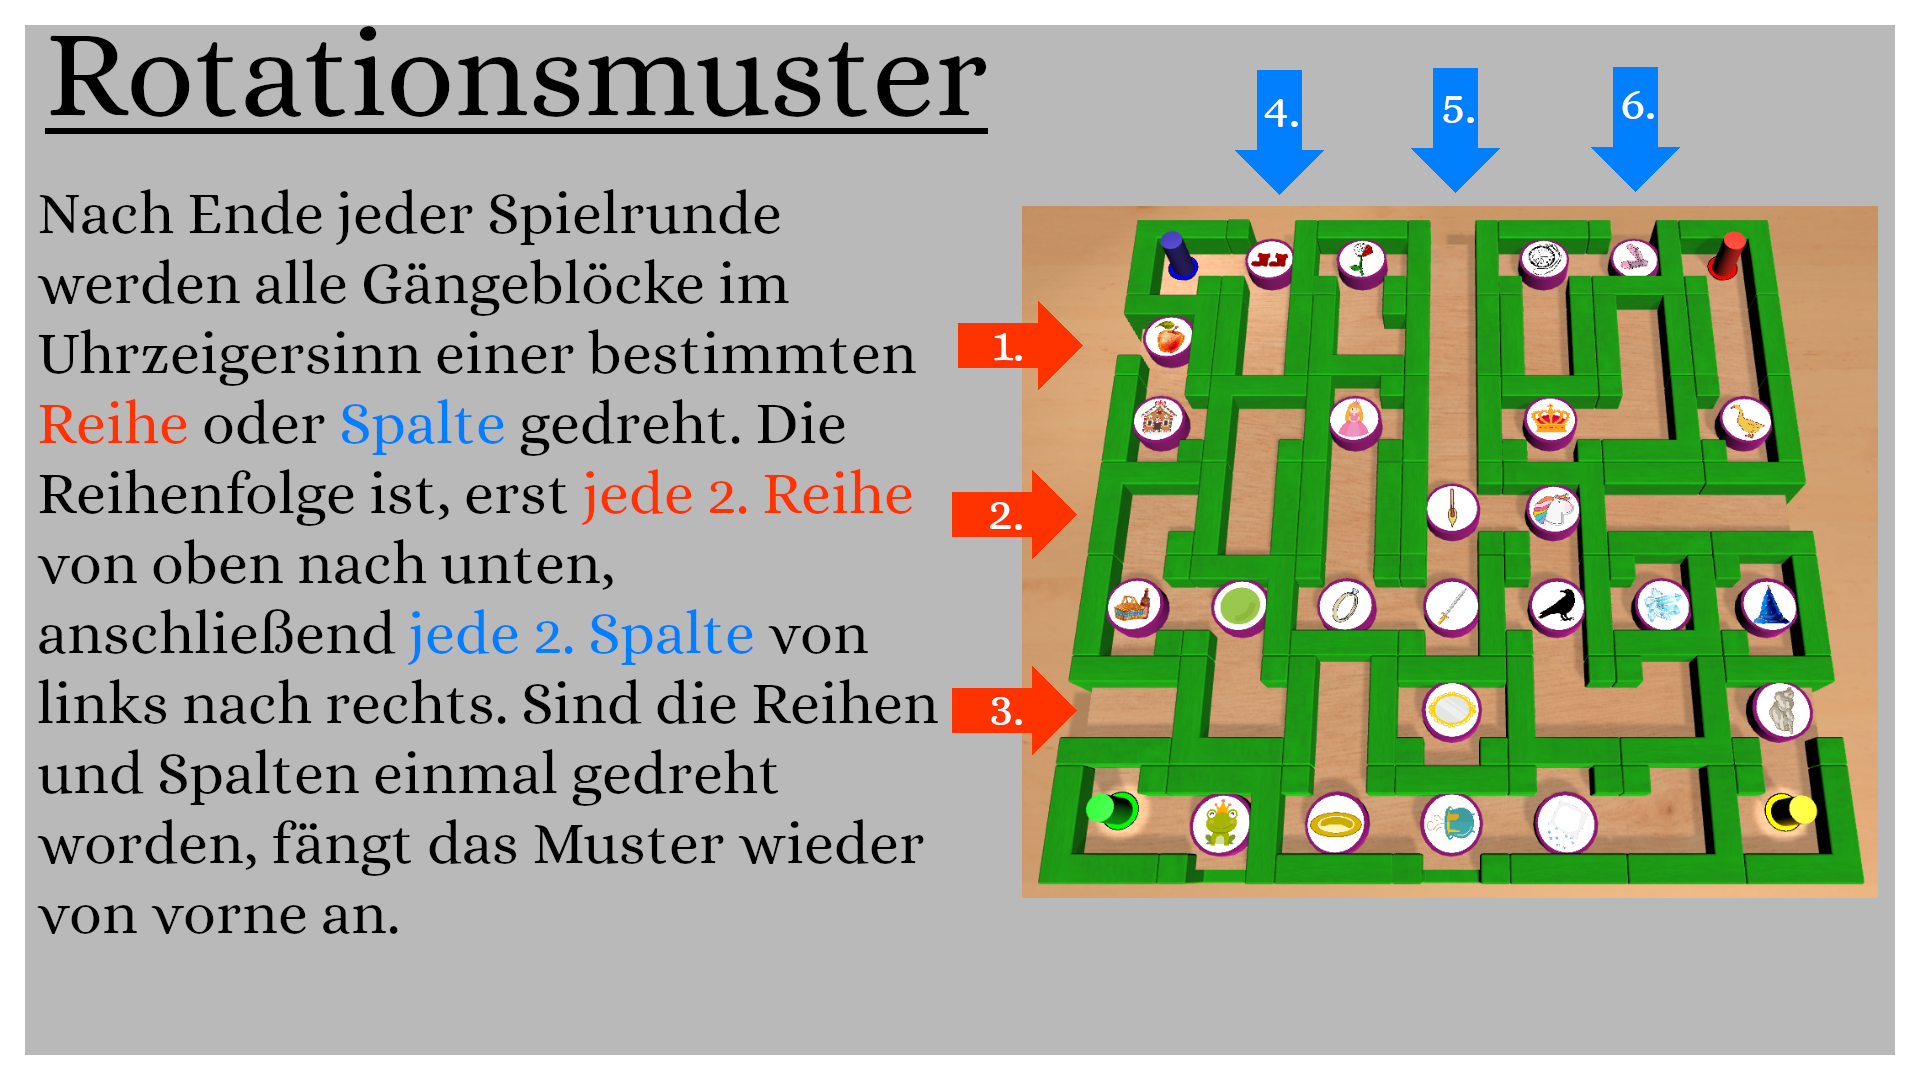 Rotationsmuster
Nach Ende jeder Spielrunde
werden alle Gängeblöcke im
Uhrzeigersinn einer bestimmten
Reihe oder Spalte gedreht. Die
Reihenfolge ist, erst jede 2. Reihe
von oben nach unten,
anschließend jede 2. Spalte von
links nach rechts. Sind die Reihen
und Spalten einmal gedreht
worden, fängt das Muster wieder
von vorne an.
4.
5.
6.
1.
2.
3.